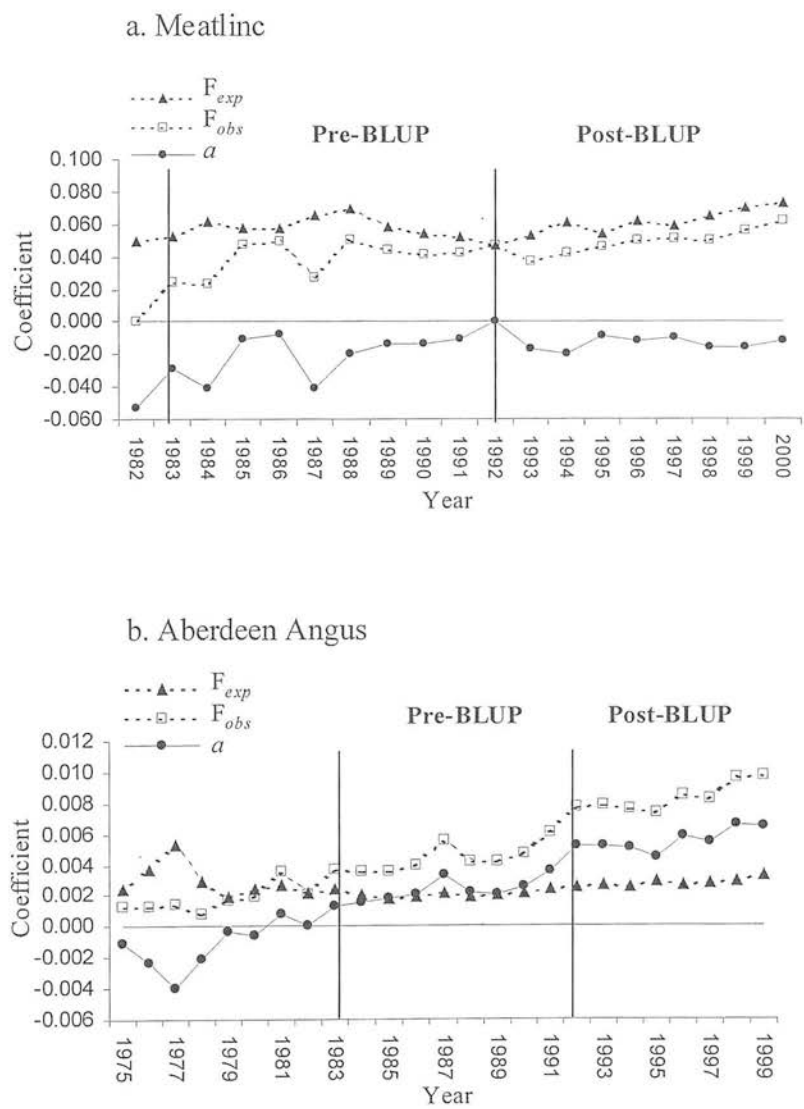 a. Meatlinc
F_exp
F_obs
a
Pre-BLUP Post-BLUP
Coefficient
0.100
0.080
0.060
0.040
0.020
0.000
-0.020
-0.040
-0.060
1982 1983 1984 1985 1986 1987 1988 1989 1990 1991 1992 1993 1994 1995 1996 1997 1998 1999 2000
Year
b. Aberdeen Angus
F_exp
F_obs
a
Pre-BLUP Post-BLUP
Coefficient
0.012
0.010
0.008
0.006
0.004
0.002
0.000
-0.002
-0.004
-0.006
1975 1977 1979 1981 1983 1985 1987 1989 1991 1993 1995 1997 1999
Year